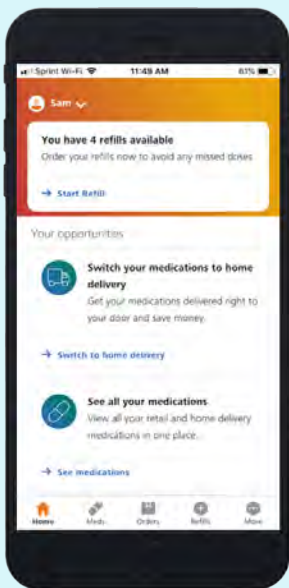 Sprint Wi-Fi 11:49 AM 61%
Sam
You have 4 refills available
Order your refills now to avoid any missed doses
Start Refill
Your opportunities
Switch your medications to home
delivery
Get your medications delivered right to
your door and save money.
Switch to home delivery
See all your medications
View all your retail and home delivery
medications in one place.
See medications
Home Meds Orders Refills More